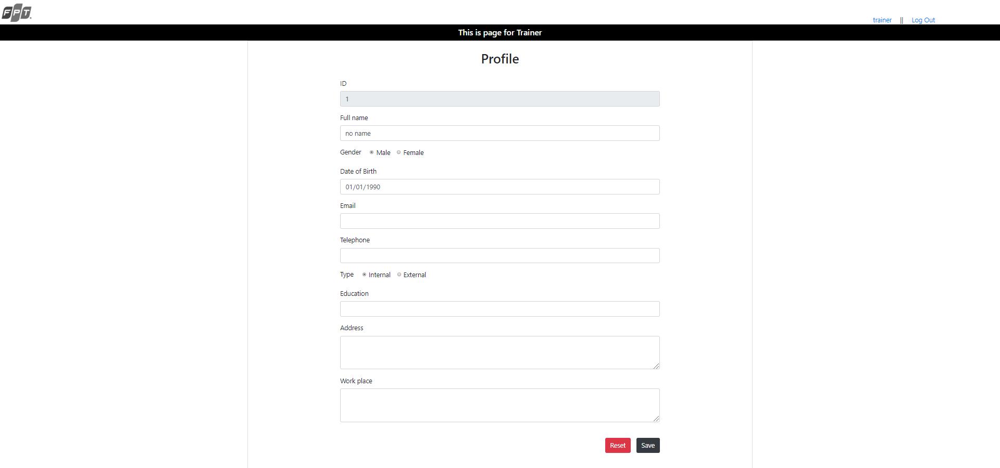 FPT
trainer || Log Out
This is page for Trainer
Profile
ID
1
Full name
no name
Gender Male Female
Date of Birth
01/01/1990
Email
Telephone
Type Internal External
Education
Address
Work place
Reset Save